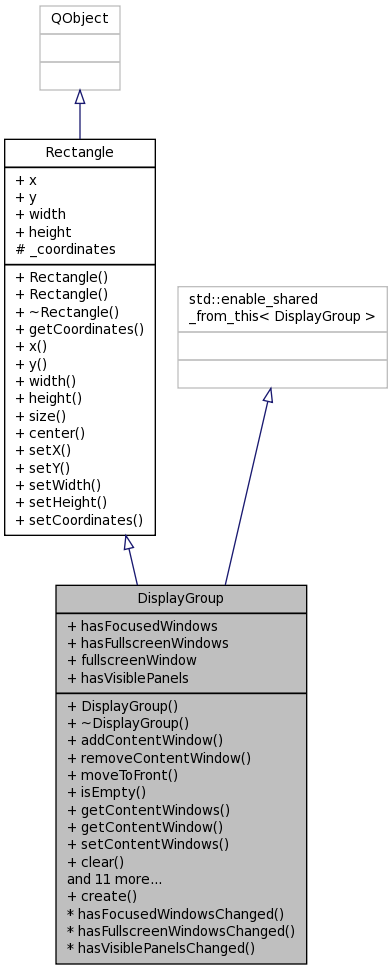 QObject
Rectangle
+ x
+ y
+ width
+ height
# _coordinates
+ Rectangle()
+ Rectangle()
+ ~Rectangle()
+ getCoordinates()
+ x()
+ y()
+ width()
+ height()
+ size()
+ center()
+ setX()
+ setY()
+ setWidth()
+ setHeight()
+ setCoordinates()
std::enable_shared
_from_this< DisplayGroup >
DisplayGroup
+ hasFocusedWindows
+ hasFullscreenWindows
+ fullscreenWindow
+ hasVisiblePanels
+ DisplayGroup()
+ ~DisplayGroup()
+ addContentWindow()
+ removeContentWindow()
+ moveToFront()
+ isEmpty()
+ getContentWindows()
+ getContentWindow()
+ setContentWindows()
+ clear()
and 11 more...
+ create()
* hasFocusedWindowsChanged()
* hasFullscreenWindowsChanged()
* hasVisiblePanelsChanged()